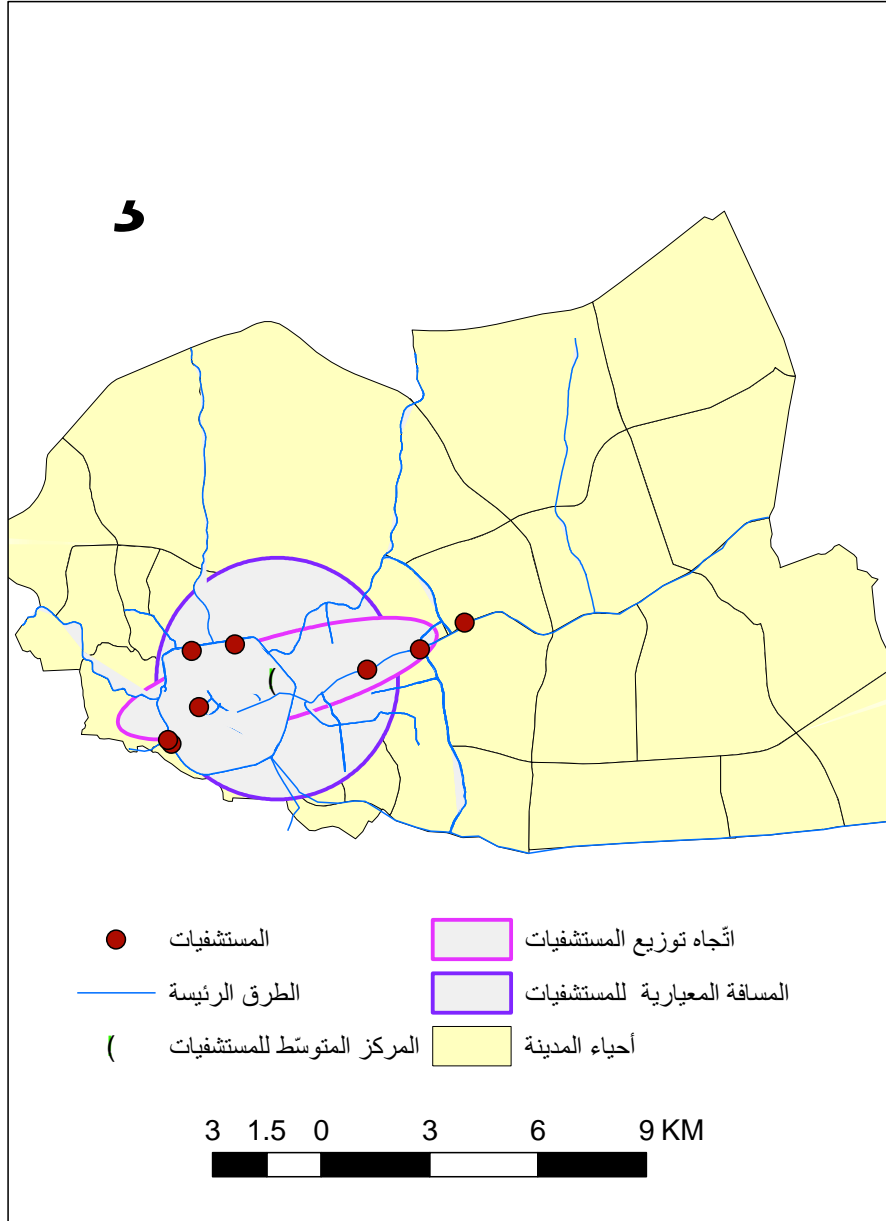 المستشفيات
اتّجاه توزيع المستشفيات
الطرق الرئيسة
المسافة المعيارية للمستشفيات
المركز المتوسّط للمستشفيات
أحياء المدينة
3 1.5 0 3 6 9 KM